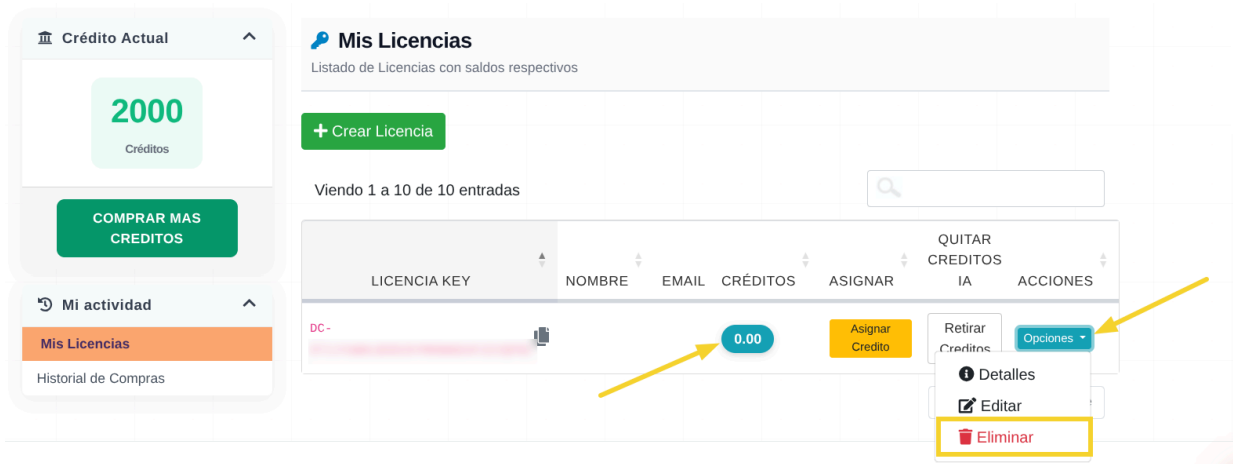 Crédito Actual
2000
Créditos
COMPRAR MAS
CREDITOS
Mi actividad
Mis Licencias
Historial de Compras
Mis Licencias
Listado de Licencias con saldos respectivos
Crear Licencia
Viendo 1 a 10 de 10 entradas
LICENCIA KEY
NOMBRE
EMAIL
CRÉDITOS
ASIGNAR
QUITAR
CREDITOS
IA
ACCIONES
DC-
0.00
Asignar
Credito
Retirar
Creditos
Opciones
Detalles
Editar
Eliminar